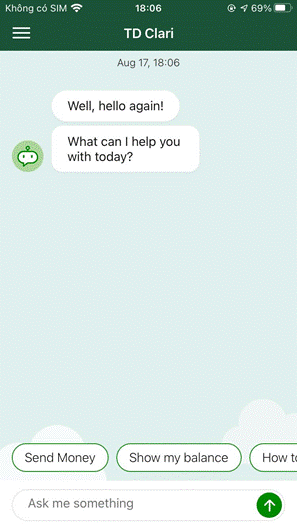 Không có SIM 18:06 69%
TD Clari
Aug 17, 18:06
Well, hello again!
What can I help you
with today?
Send Money Show my balance How to
Ask me something